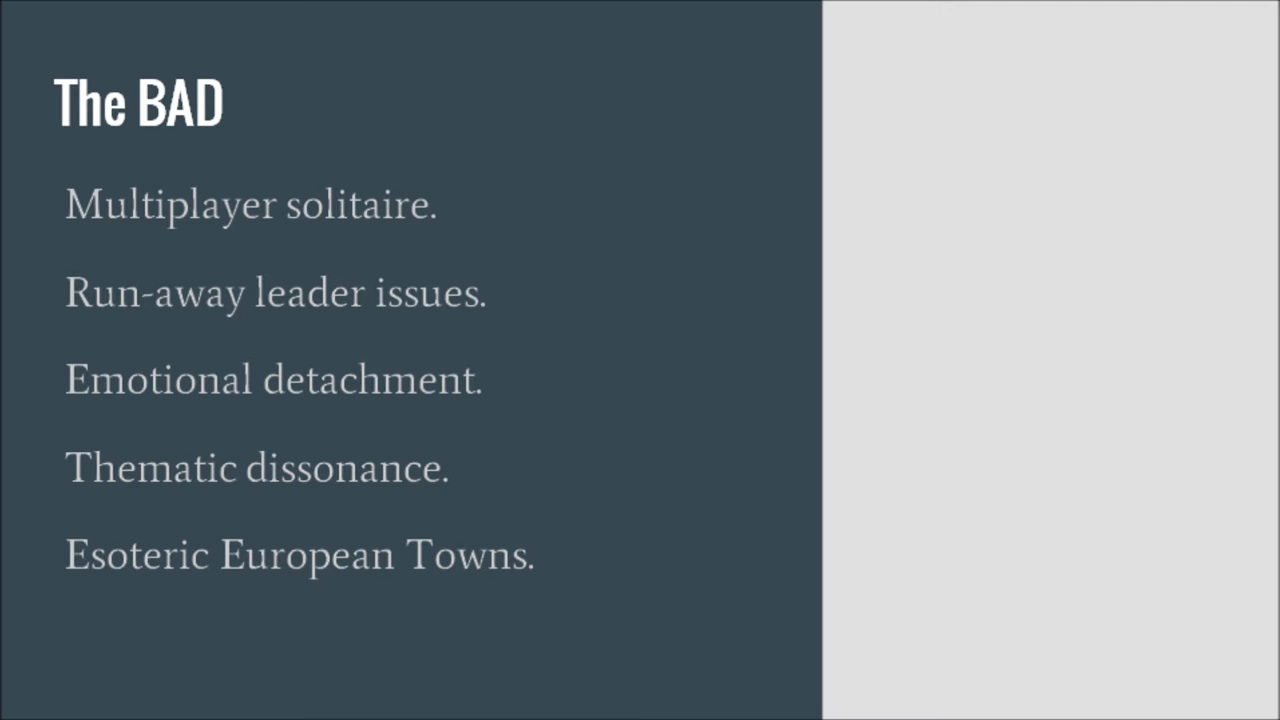 The BAD
Multiplayer solitaire.
Run-away leader issues.
Emotional detachment.
Thematic dissonance.
Esoteric European Towns.